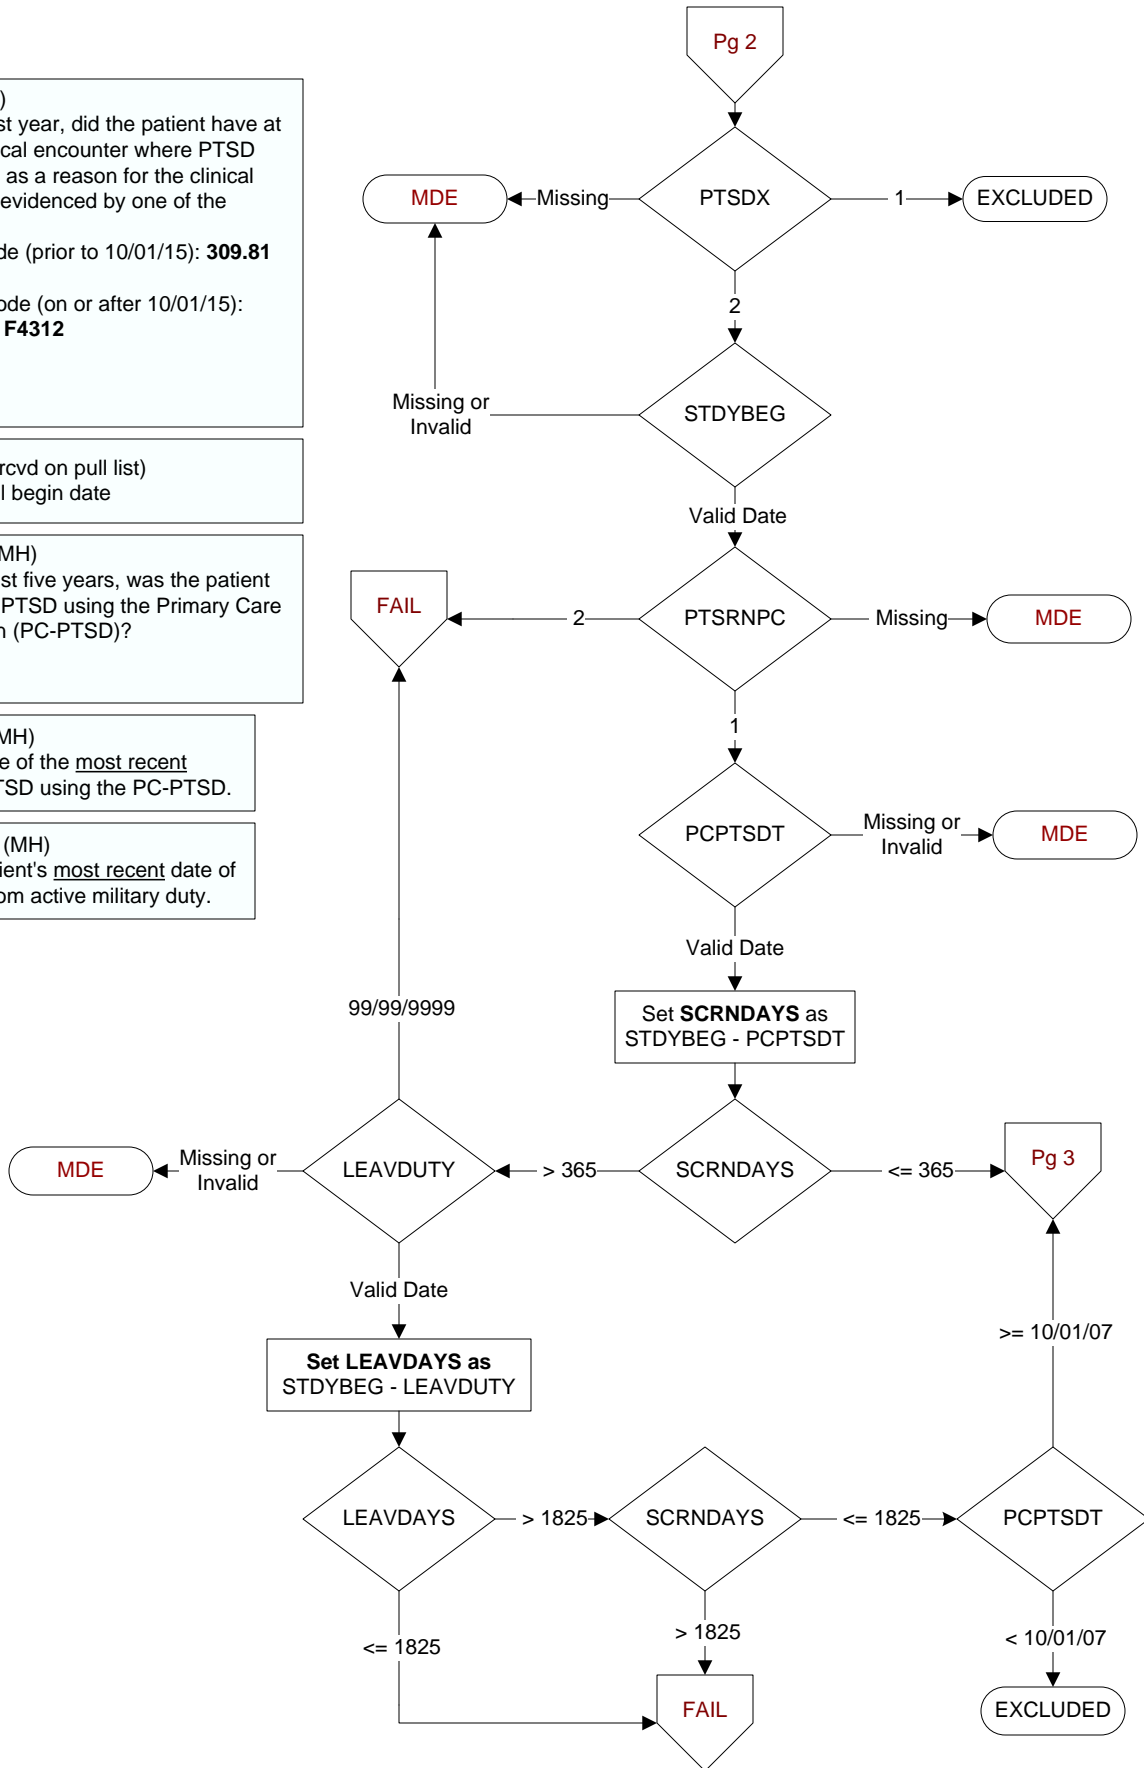 )
st year, did the patient have at
cal encounter where PTSD
as a reason for the clinical
evidenced by one of the
de (prior to 10/01/15): 309.81
ode (on or after 10/01/15):
F4312
rcvd on pull list)
l begin date
MH)
st five years, was the patient
PTSD using the Primary Care
n (PC-PTSD)?
MH)
e of the most recent
TSD using the PC-PTSD.
(MH)
ient's most recent date of
om active military duty.
Pg 2
PTSDX
Missing
MDE
1
EXCLUDED
2
STDYBEG
Missing or
Invalid
Valid Date
PTSRNPC
2
FAIL
Missing
MDE
1
PCPTSDT
Missing or
Invalid
MDE
Valid Date
Set SCRNDAYS as
STDYBEG - PCPTSDT
SCRNDAYS
<= 365
Pg 3
> 365
LEAVDUTY
99/99/9999
Missing or
Invalid
MDE
Valid Date
Set LEAVDAYS as
STDYBEG - LEAVDUTY
LEAVDAYS
> 1825
SCRNDAYS
<= 1825
PCPTSDT
>= 10/01/07
<= 1825
> 1825
< 10/01/07
FAIL
EXCLUDED